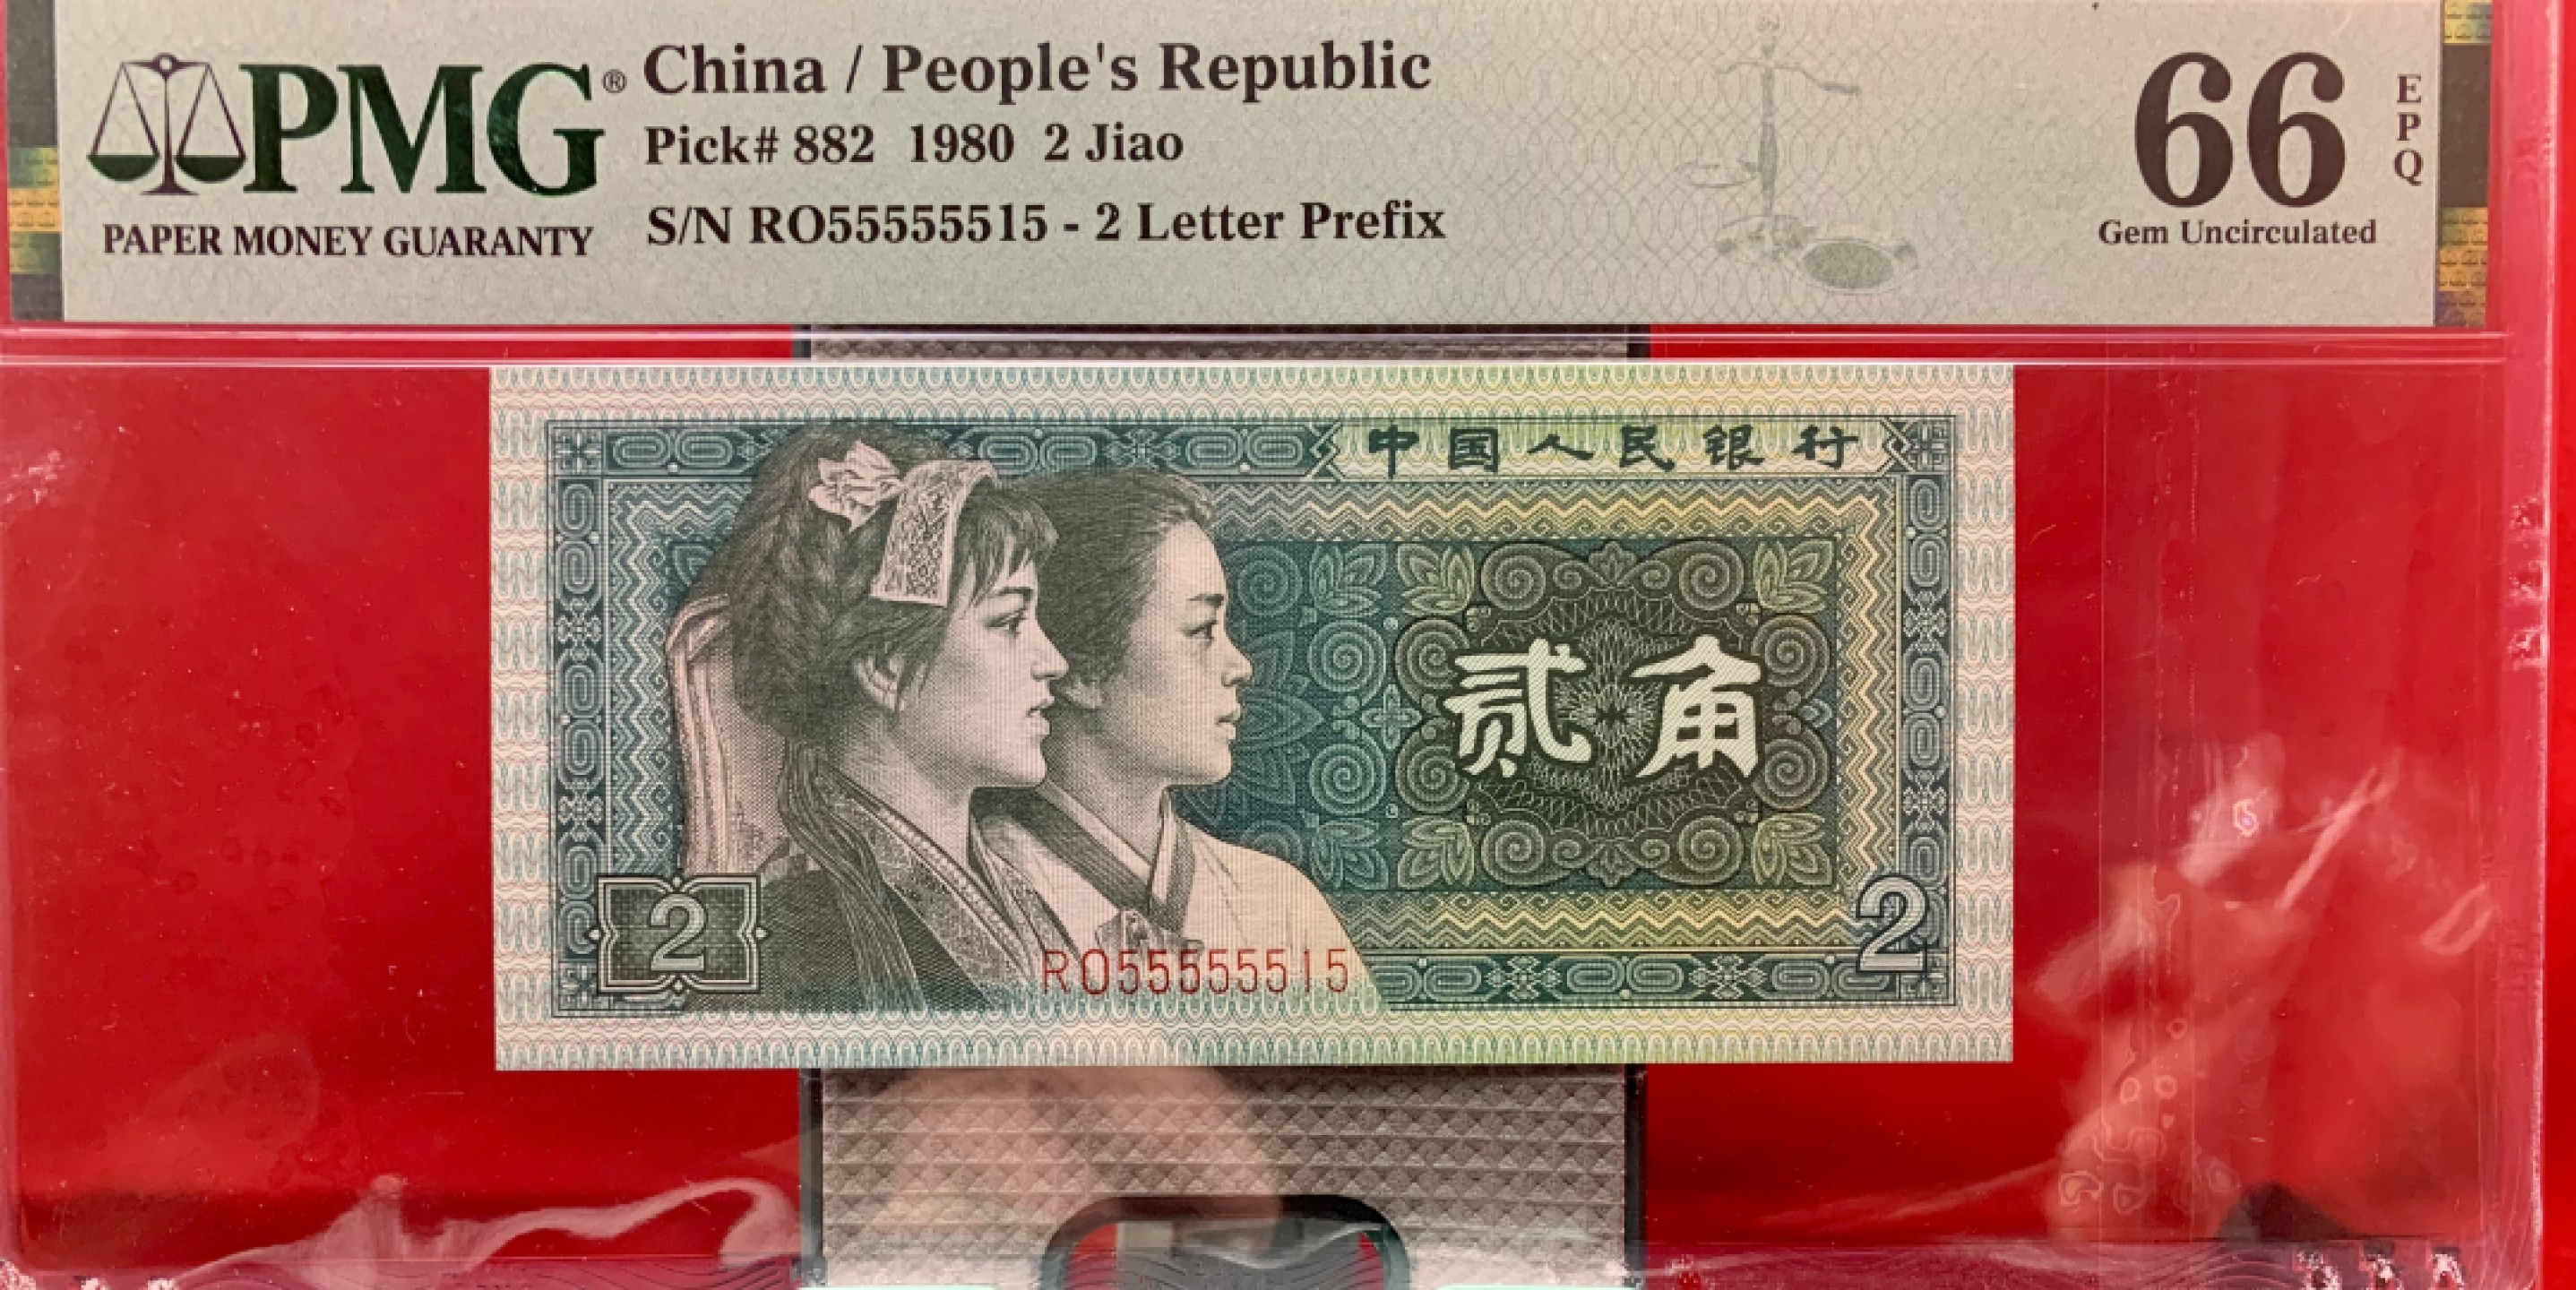 PMG®
PAPER MONEY GUARANTY
China / People's Republic
Pick# 882 1980 2 Jiao
S/N RO55555515 - 2 Letter Prefix
66
EPQ
Gem Uncirculated
中国人民银行
贰角
2
RO55555515
2